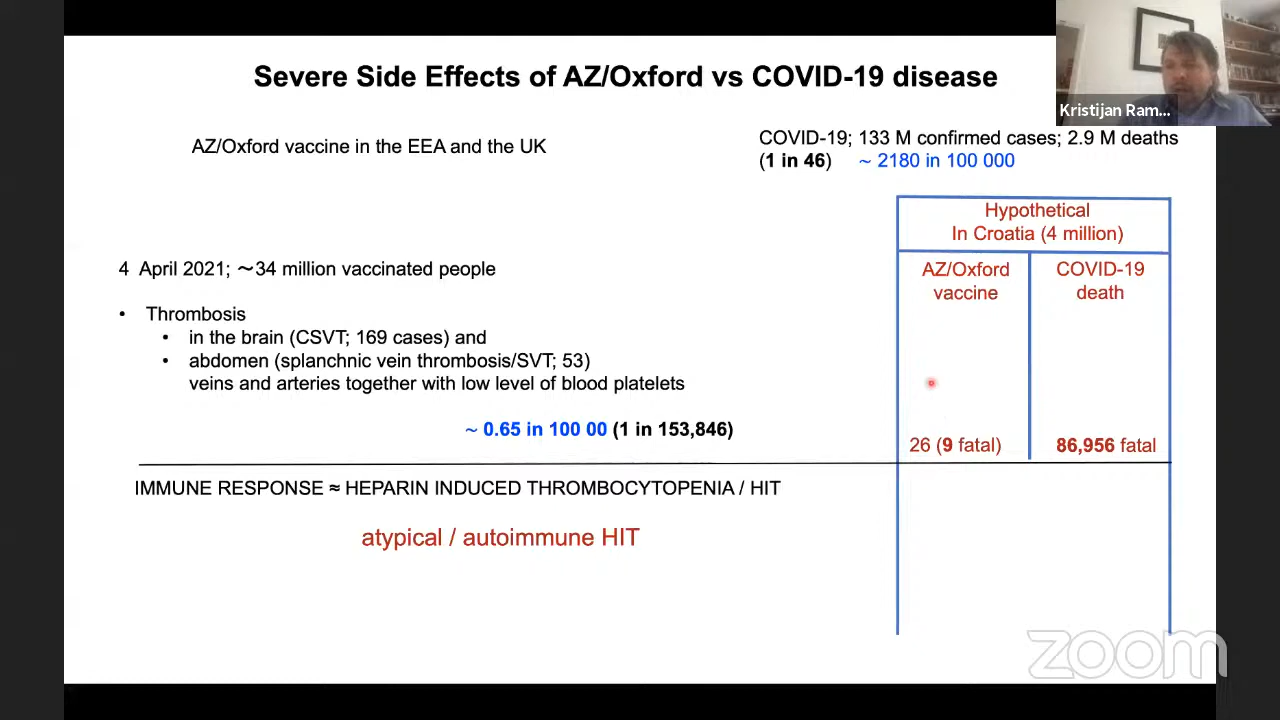 Severe Side Effects of AZ/Oxford vs COVID-19 disease
Kristijan Ram...
AZ/Oxford vaccine in the EEA and the UK
COVID-19; 133 M confirmed cases; 2.9 M deaths
(1 in 46) ~ 2180 in 100 000
Hypothetical
In Croatia (4 million)
AZ/Oxford
vaccine
COVID-19
death
4 April 2021; ~34 million vaccinated people
• Thrombosis
• in the brain (CSVT; 169 cases) and
• abdomen (splanchnic vein thrombosis/SVT; 53)
veins and arteries together with low level of blood platelets
~ 0.65 in 100 00 (1 in 153,846)
26 (9 fatal)
86,956 fatal
IMMUNE RESPONSE ≈ HEPARIN INDUCED THROMBOCYTOPENIA / HIT
atypical / autoimmune HIT
zoom